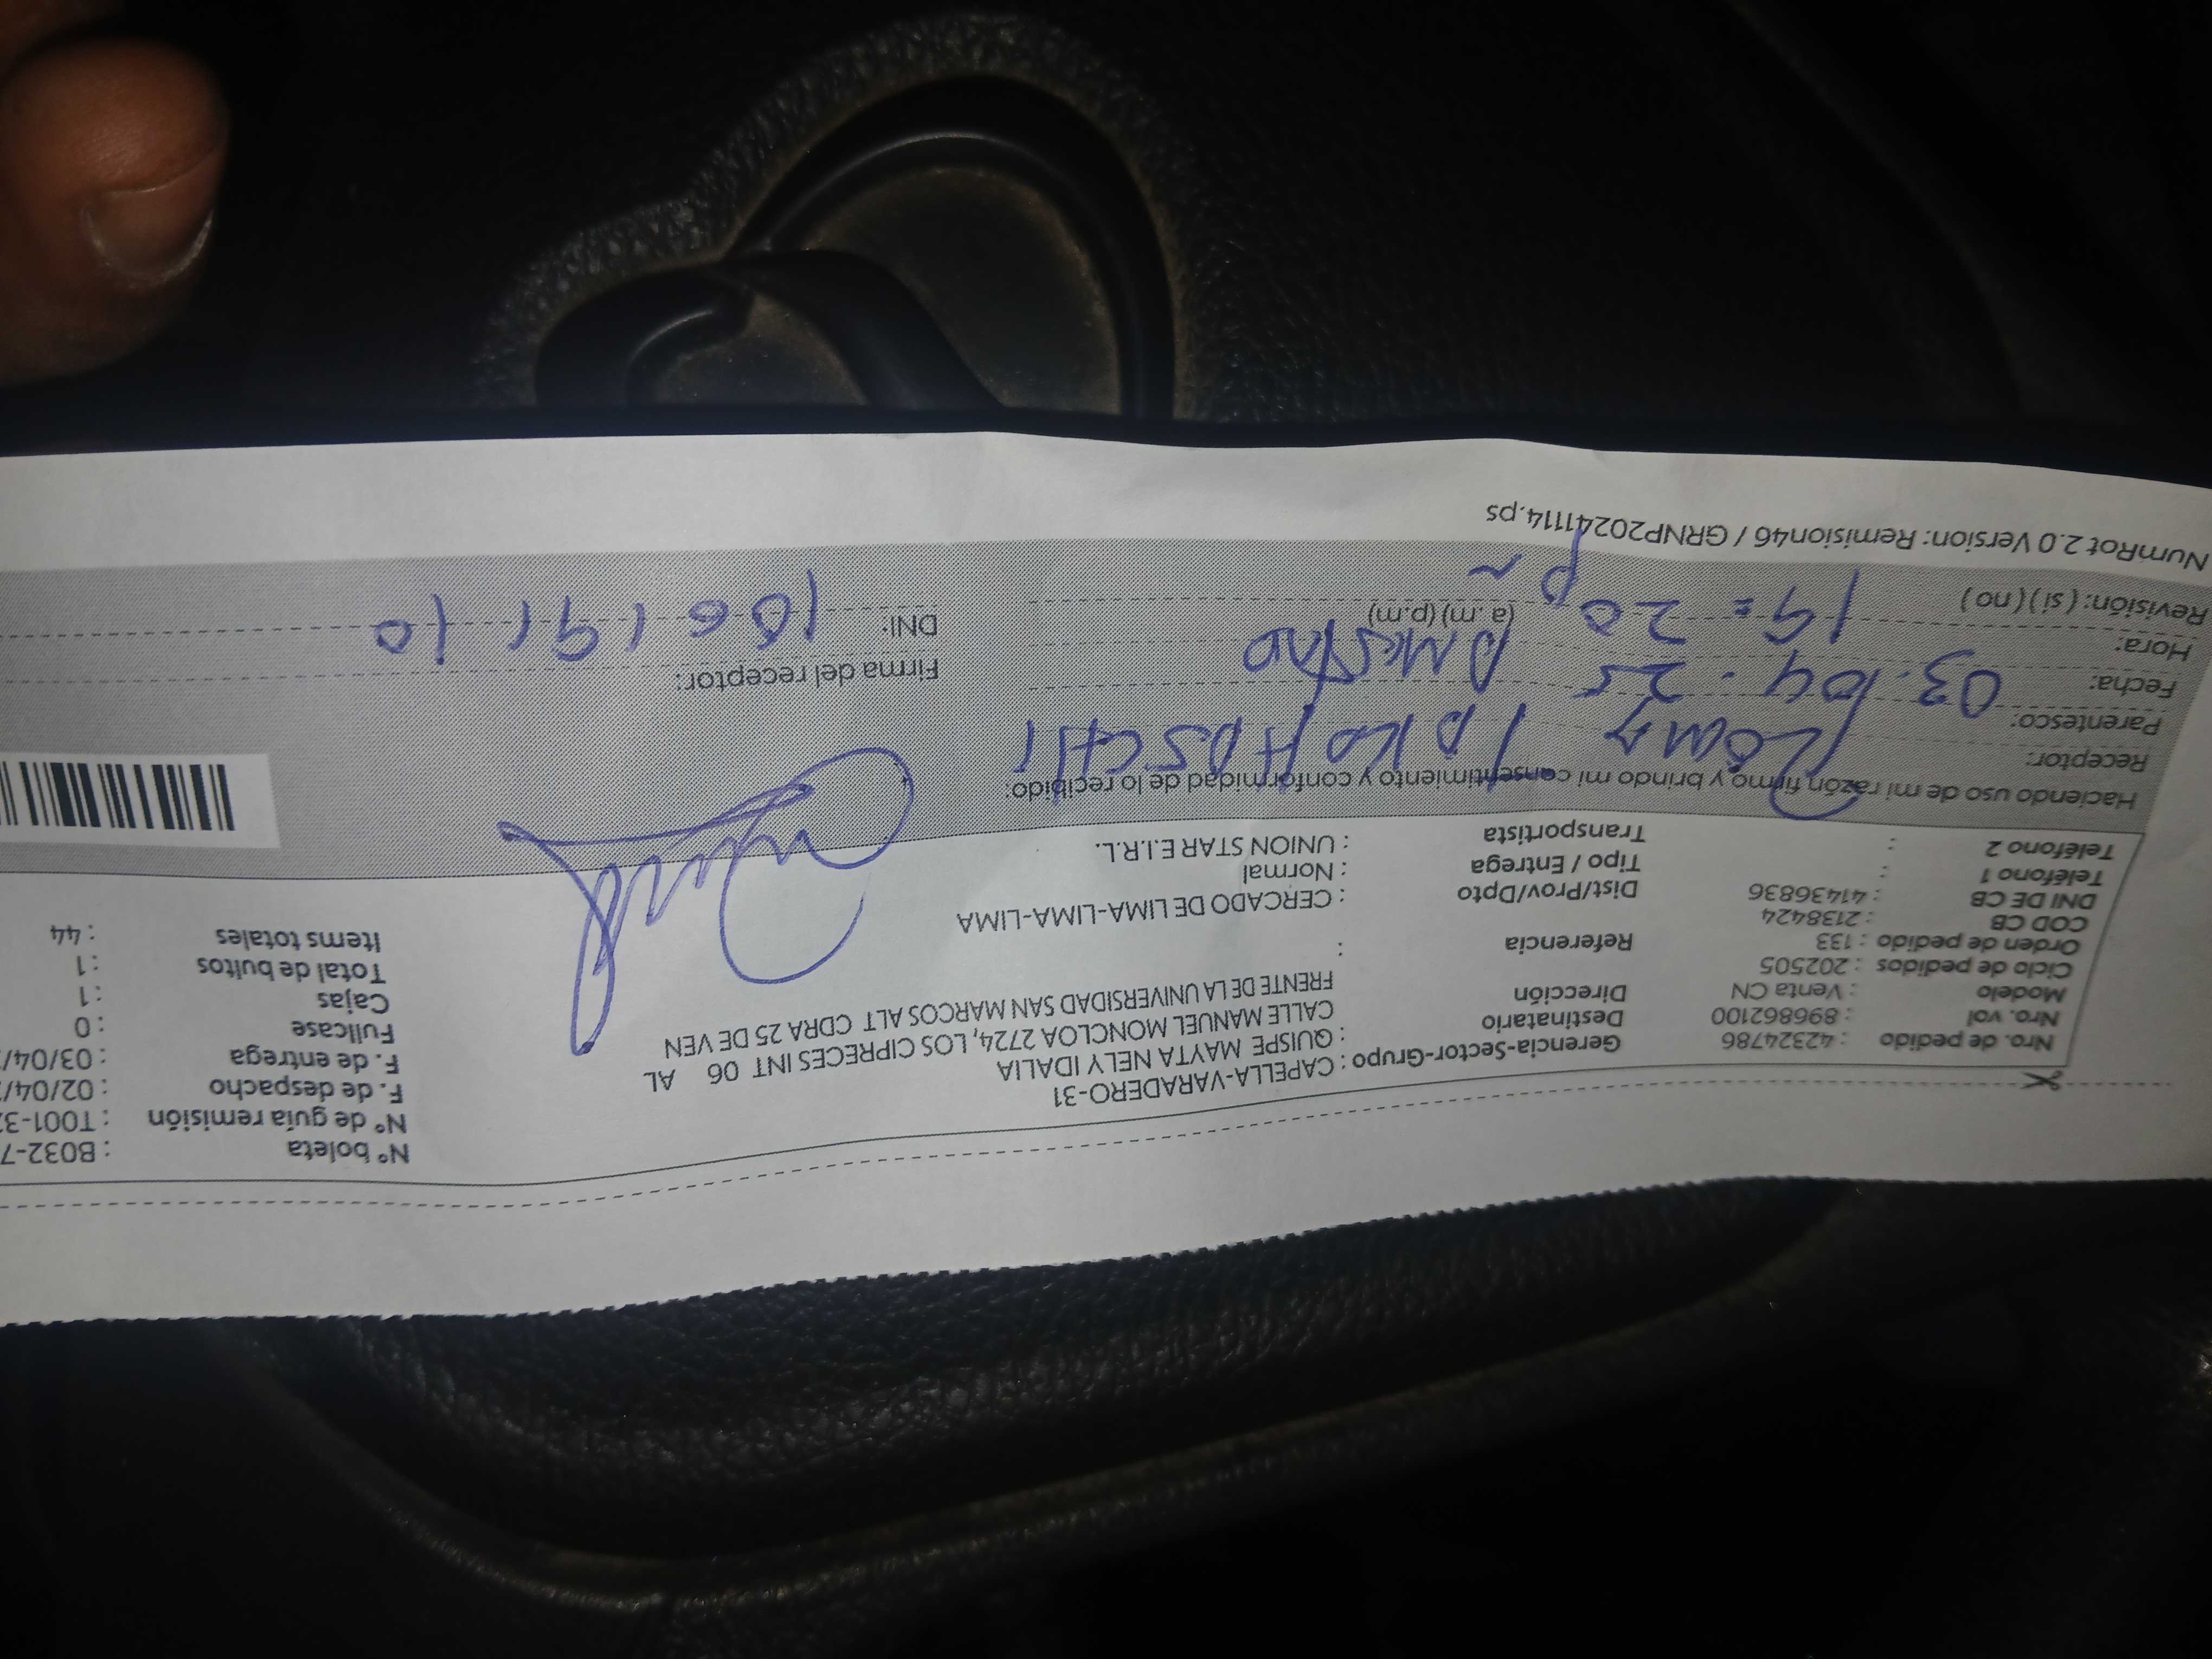 Nº boleta : B032-7
Nº de guía remisión : T001-3
F. de despacho : 02/04/
F. de entrega : 03/04/
Fullcase : 0
Cajas : 1
Total de bultos : 1
Items totales : 44
Nro. de pedido : 42324786
Nro. vol : 896862100
Modelo : Venta CN
Ciclo de pedidos : 202505
Orden de pedido : 133
COD CB : 2138424
DNI DE CB : 41436836
Teléfono 1 :
Teléfono 2 :
Gerencia-Sector-Grupo : CAPELLA-VARADERO-31
Destinatario : QUISPE MAYTA NELY IDALIA
Dirección : CALLE MANUEL MONCLOA 2724, LOS CIPRECES INT 06 AL
FRENTE DE LA UNIVERSIDAD SAN MARCOS ALT CDRA 25 DE VEN
Referencia :
Dist/Prov/Dpto : CERCADO DE LIMA-LIMA-LIMA
Tipo / Entrega : Normal
Transportista : UNION STAR E.I.R.L.
Haciendo uso de mi razón firmo y brindo mi consentimiento y conformidad de lo recibido:
Receptor:
Parentesco:
Fecha: 03.04.25
Hora: 19:20 pm (a.m) (p.m)
Revisión: ( si ) ( no )
Firma del receptor:
DNI: 10619110
NumRot 2.0 Version: Remision46 / GRNP20241114.ps